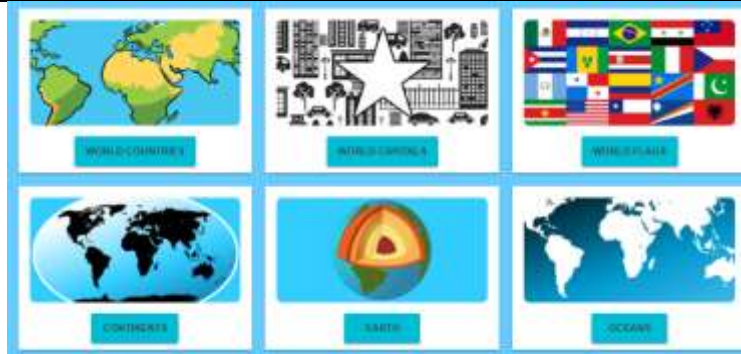 WORLD COUNTRIES
WORLD CAPITALS
WORLD FLAGS
CONTINENTS
EARTH
OCEANS